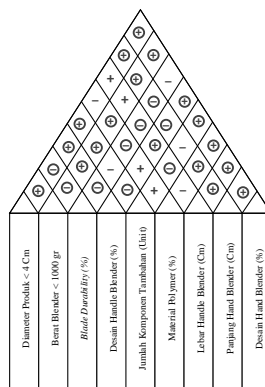 Diameter Produk < 4 Cm
Berat Blender < 1000 gr
Blade Durability (%)
Desain Handle Blender (%)
Jumlah Komponen Tambahan (Unit)
Material Polymer (%)
Lebar Handle Blender (Cm)
Panjang Hand Blender (Cm)
Desain Hand Blender (%)